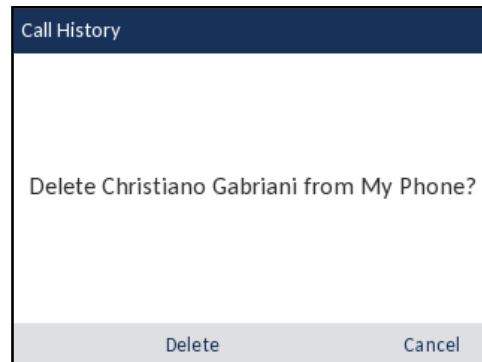 Call History
Delete Christiano Gabriani from My Phone?
Delete Cancel